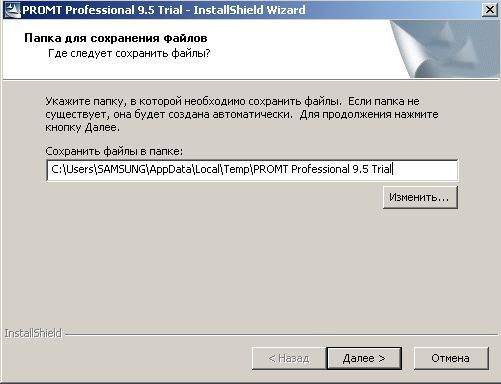 PROMT Professional 9.5 Trial - InstallShield Wizard
Папка для сохранения файлов
Где следует сохранить файлы?
Укажите папку, в которой необходимо сохранить файлы. Если папка не
существует, она будет создана автоматически. Для продолжения нажмите
кнопку Далее.
Сохранить файлы в папке:
C:\Users\SAMSUNG\AppData\Local\Temp\PROMT Professional 9.5 Trial
Изменить...
InstallShield
< Назад Далее > Отмена